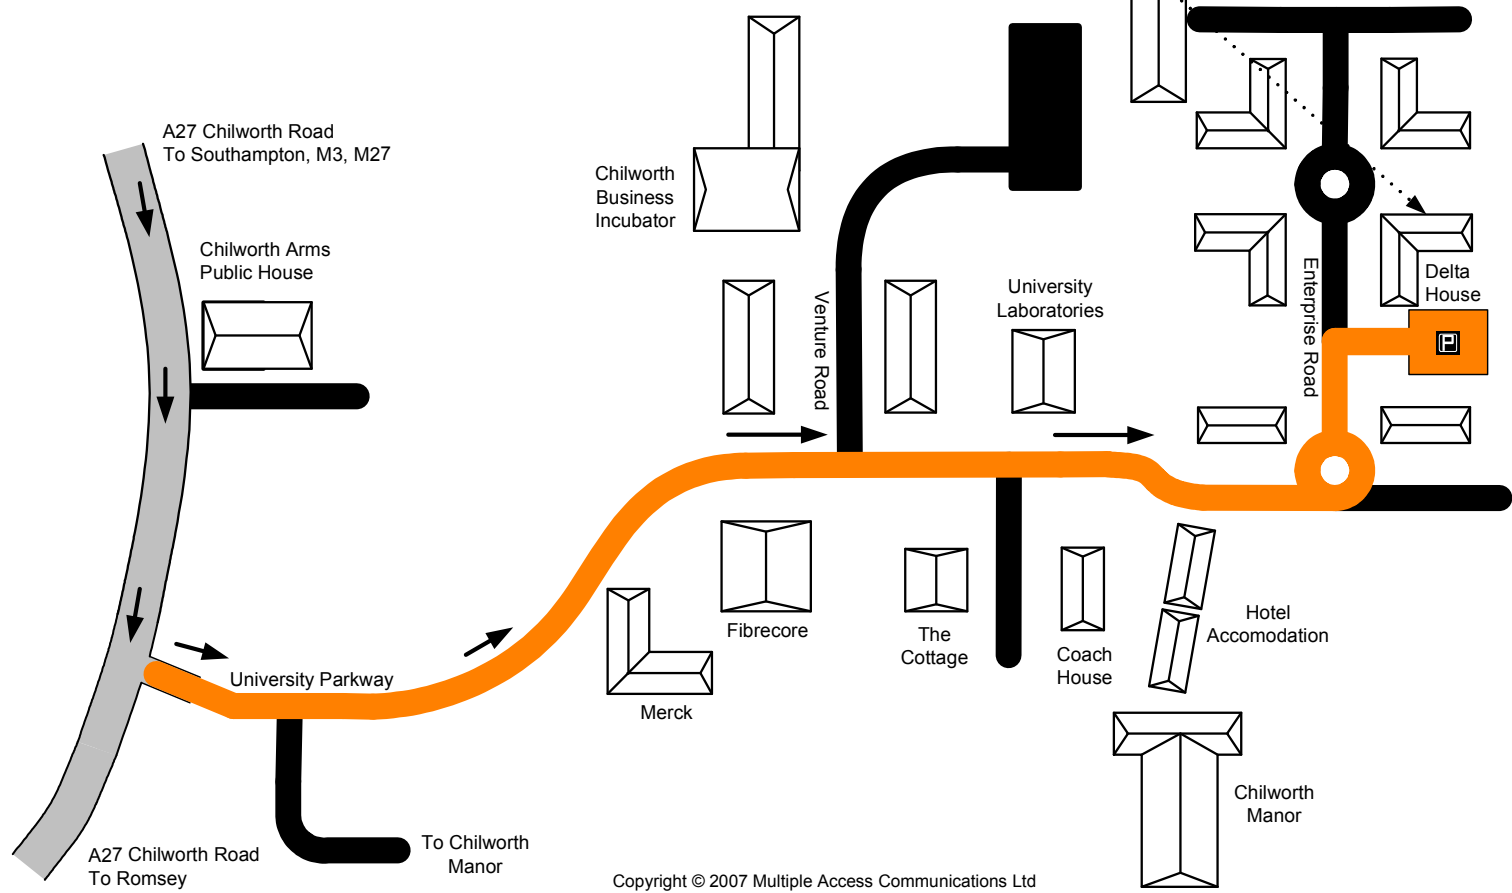 A27 Chilworth Road
To Southampton, M3, M27
Chilworth Arms
Public House
Chilworth
Business
Incubator
Venture Road
University
Laboratories
Enterprise Road
Delta
House
P
University Parkway
Merck
Fibrecore
The
Cottage
Coach
House
Hotel
Accomodation
Chilworth
Manor
To Chilworth
Manor
A27 Chilworth Road
To Romsey
Copyright © 2007 Multiple Access Communications Ltd